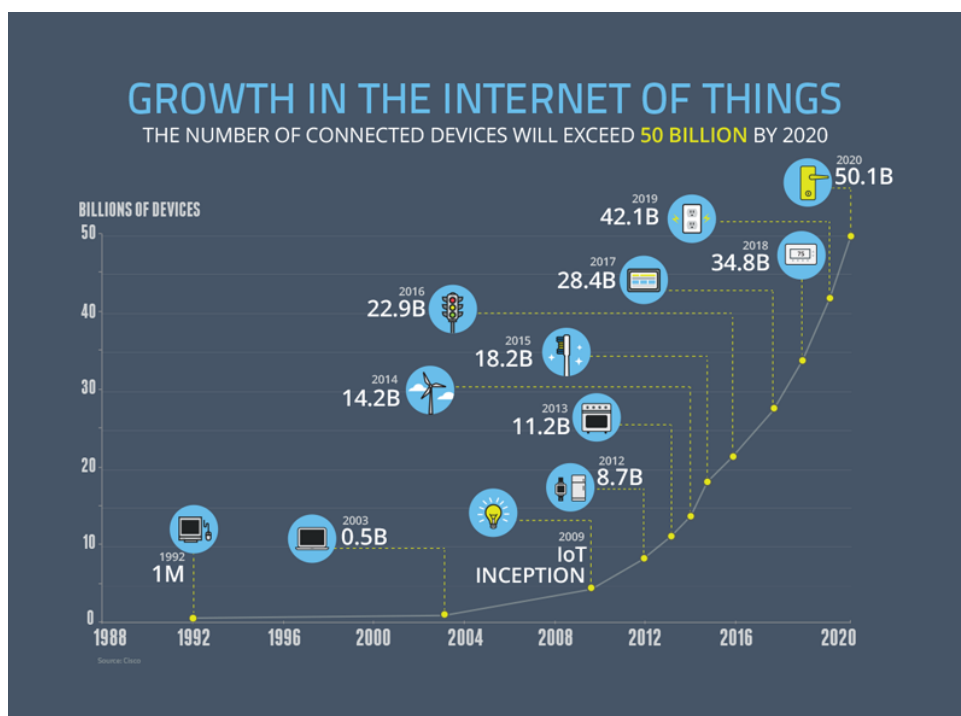 GROWTH IN THE INTERNET OF THINGS
THE NUMBER OF CONNECTED DEVICES WILL EXCEED 50 BILLION BY 2020
BILLIONS OF DEVICES
50
40
30
20
10
0
1988
1992
1996
2000
2004
2008
2012
2016
2020
1992
1M
2003
0.5B
2009
IoT
INCEPTION
2012
8.7B
2013
11.2B
2014
14.2B
2015
18.2B
2016
22.9B
2017
28.4B
2018
34.8B
75
2019
42.1B
2020
50.1B
Source: Cisco